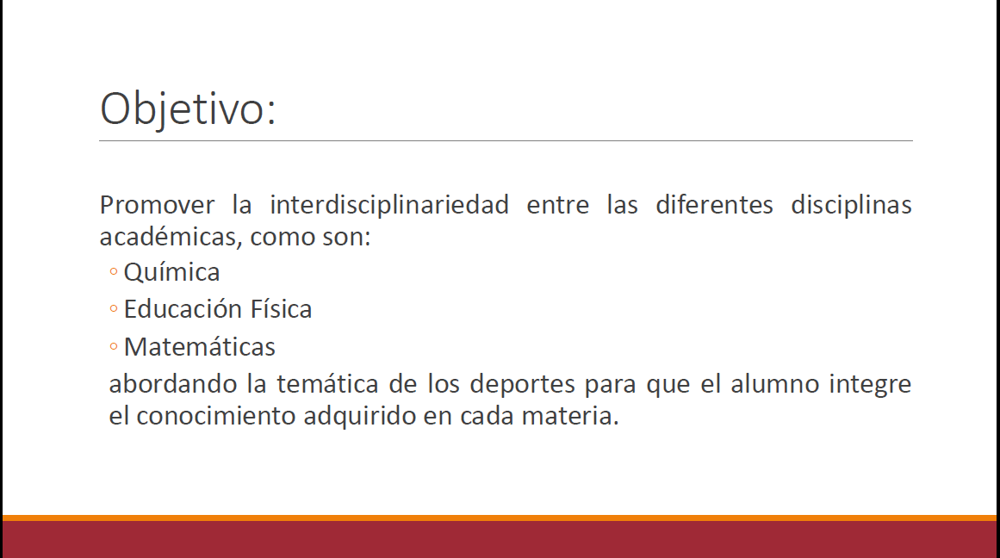 Objetivo:
Promover la interdisciplinariedad entre las diferentes disciplinas
académicas, como son:
◦ Química
◦ Educación Física
◦ Matemáticas
abordando la temática de los deportes para que el alumno integre
el conocimiento adquirido en cada materia.